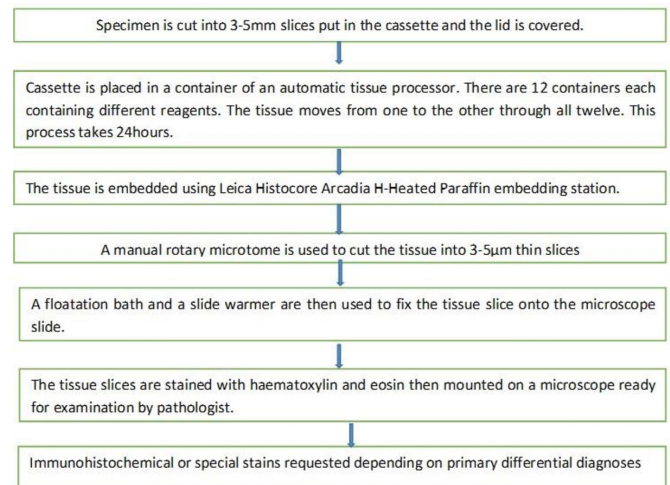 Specimen is cut into 3-5mm slices put in the cassette and the lid is covered.
Cassette is placed in a container of an automatic tissue processor. There are 12 containers each
containing different reagents. The tissue moves from one to the other through all twelve. This
process takes 24hours.
The tissue is embedded using Leica Histocore Arcadia H-Heated Paraffin embedding station.
A manual rotary microtome is used to cut the tissue into 3-5µm thin slices
A floatation bath and a slide warmer are then used to fix the tissue slice onto the microscope
slide.
The tissue slices are stained with haematoxylin and eosin then mounted on a microscope ready
for examination by pathologist.
Immunohistochemical or special stains requested depending on primary differential diagnoses